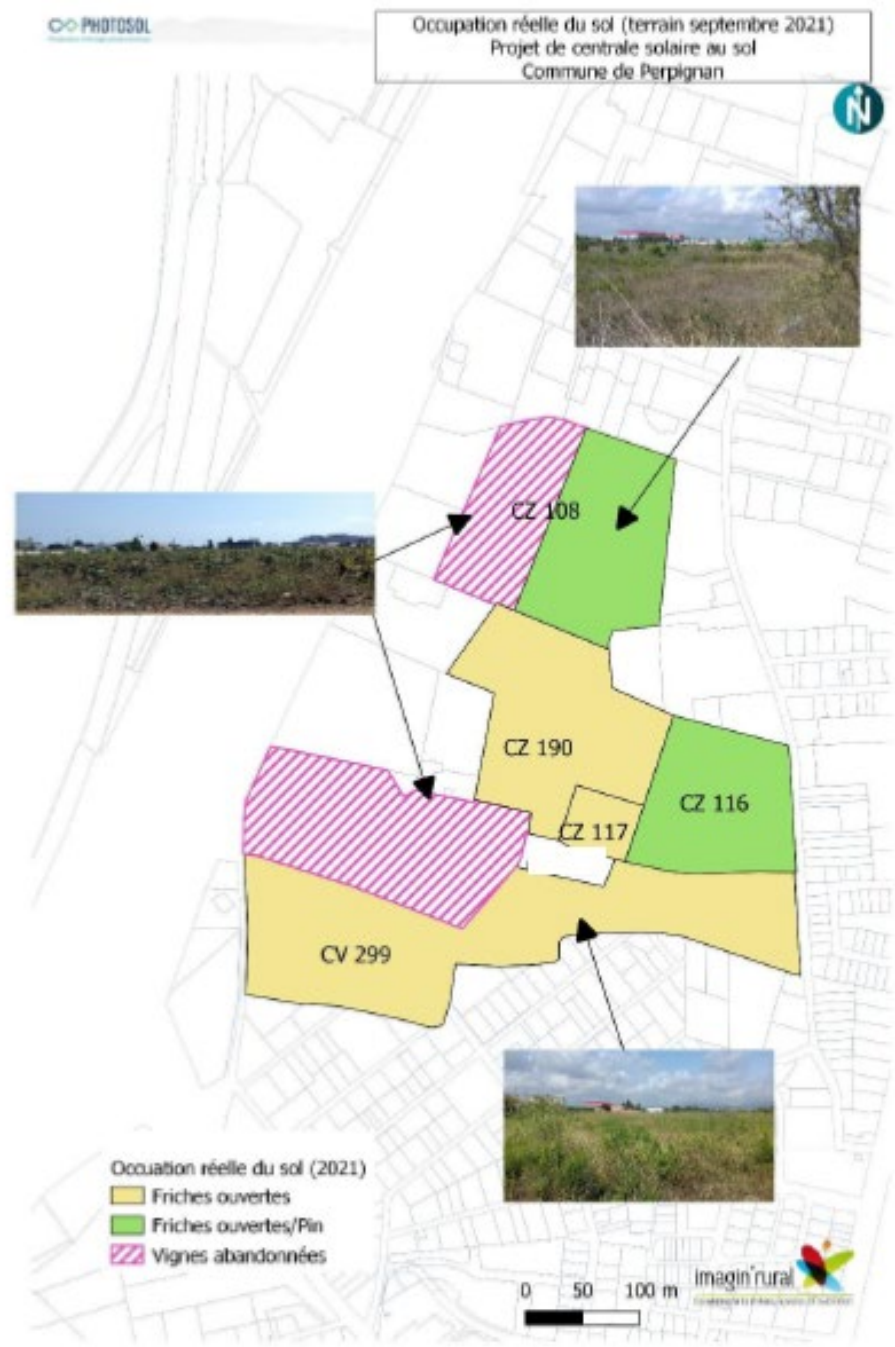 PHOTOSOL
Occupation réelle du sol (terrain septembre 2021)
Projet de centrale solaire au sol
Commune de Perpignan
N
CZ 108
CZ 190
CZ 116
CZ 117
CV 299
Occuation réelle du sol (2021)
Friches ouvertes
Friches ouvertes/Pin
Vignes abandonnées
0 50 100 m
imagin'rural